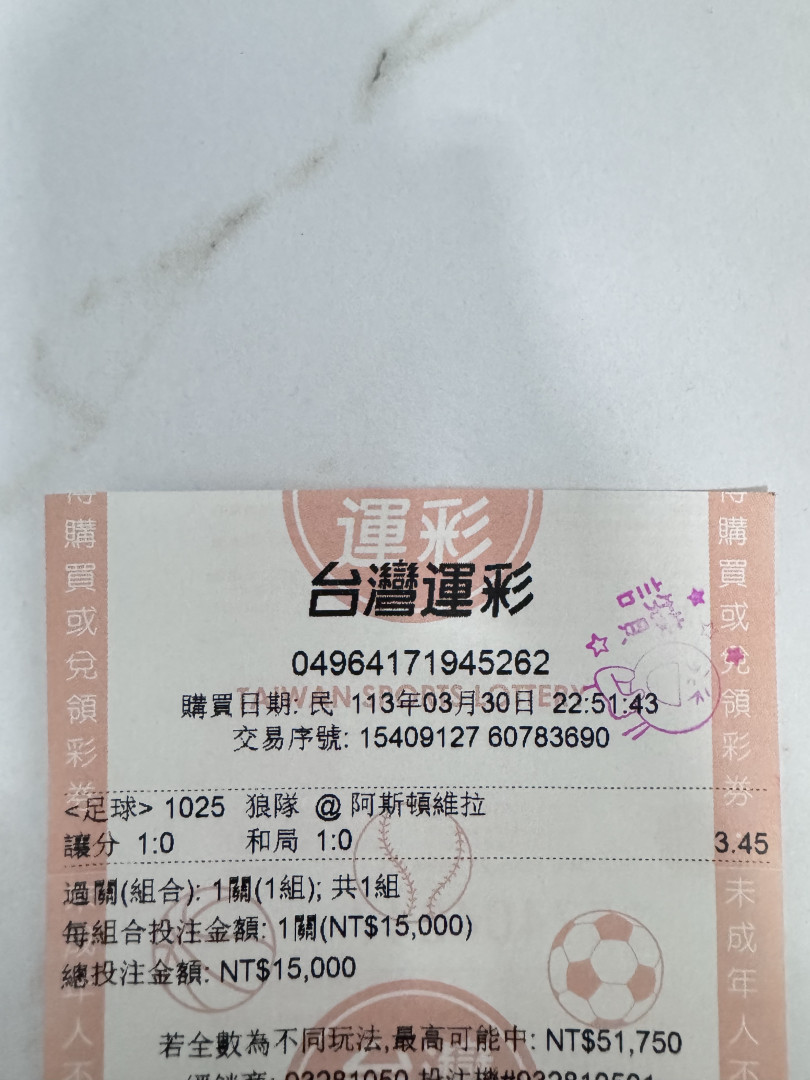 運彩
台灣運彩
04964171945262
TAIWAN SPORTS LOTTERY
購買日期: 民 113年03月30日 22:51:43
交易序號: 15409127 60783690
<足球> 1025 狼隊 @ 阿斯頓維拉
讓分 1:0 和局 1:0 3.45
過關(組合): 1關(1組); 共1組
每組合投注金額: 1關(NT$15,000)
總投注金額: NT$15,000
若全數為不同玩法,最高可能中: NT$51,750
購買或兌領彩券
購買或兌領彩券
未成年人